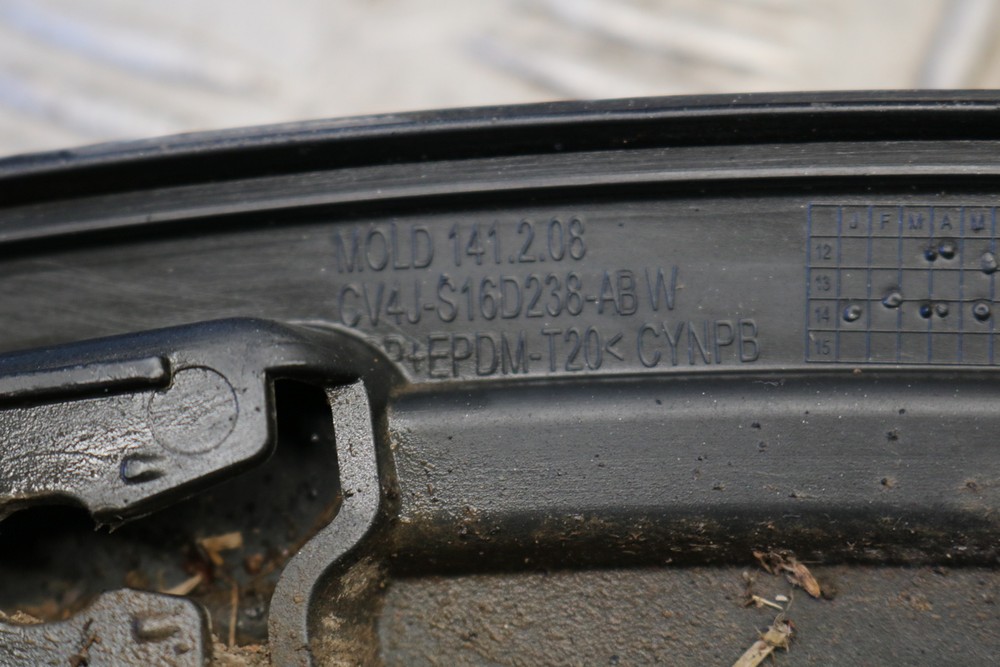 MOLD 141.2.08
CV4J-S16D238-AB W
P+EPDM-T20< CYNPB
J F M A M
12
13
14
15